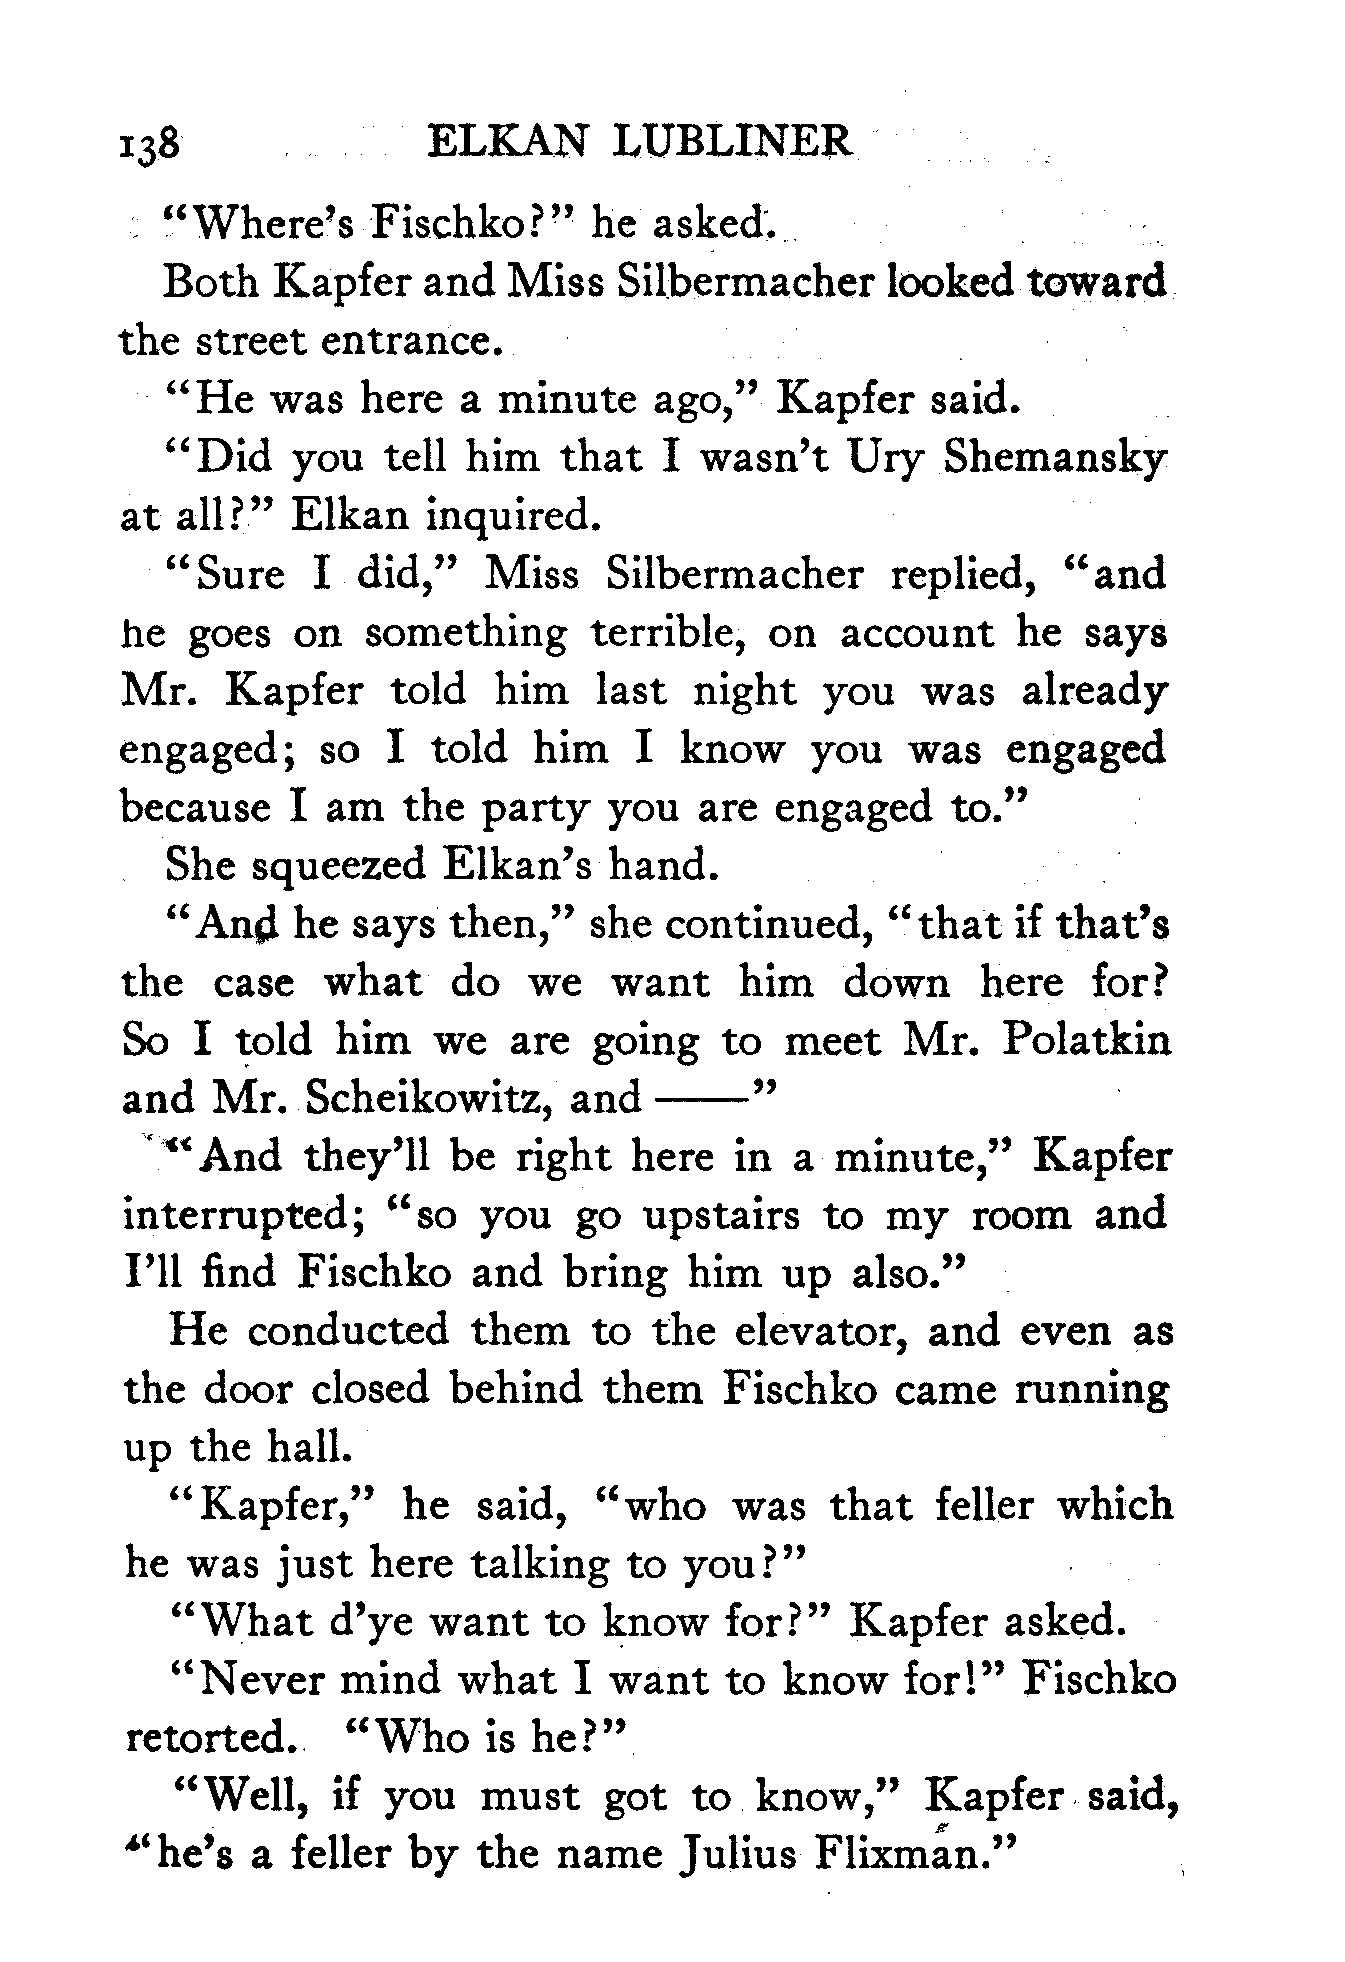 138 ELKAN LUBLINER
“Where’s Fischko?” he asked.
Both Kapfer and Miss Silbermacher looked toward
the street entrance.
“He was here a minute ago,” Kapfer said.
“Did you tell him that I wasn’t Ury Shemansky
at all?” Elkan inquired.
“Sure I did,” Miss Silbermacher replied, “and
he goes on something terrible, on account he says
Mr. Kapfer told him last night you was already
engaged; so I told him I know you was engaged
because I am the party you are engaged to.”
She squeezed Elkan’s hand.
“And he says then,” she continued, “that if that’s
the case what do we want him down here for?
So I told him we are going to meet Mr. Polatkin
and Mr. Scheikowitz, and ——”
“And they’ll be right here in a minute,” Kapfer
interrupted; “so you go upstairs to my room and
I’ll find Fischko and bring him up also.”
He conducted them to the elevator, and even as
the door closed behind them Fischko came running
up the hall.
“Kapfer,” he said, “who was that feller which
he was just here talking to you?”
“What d’ye want to know for?” Kapfer asked.
“Never mind what I want to know for!” Fischko
retorted. “Who is he?”
“Well, if you must got to know,” Kapfer said,
“he’s a feller by the name Julius Flixman.”